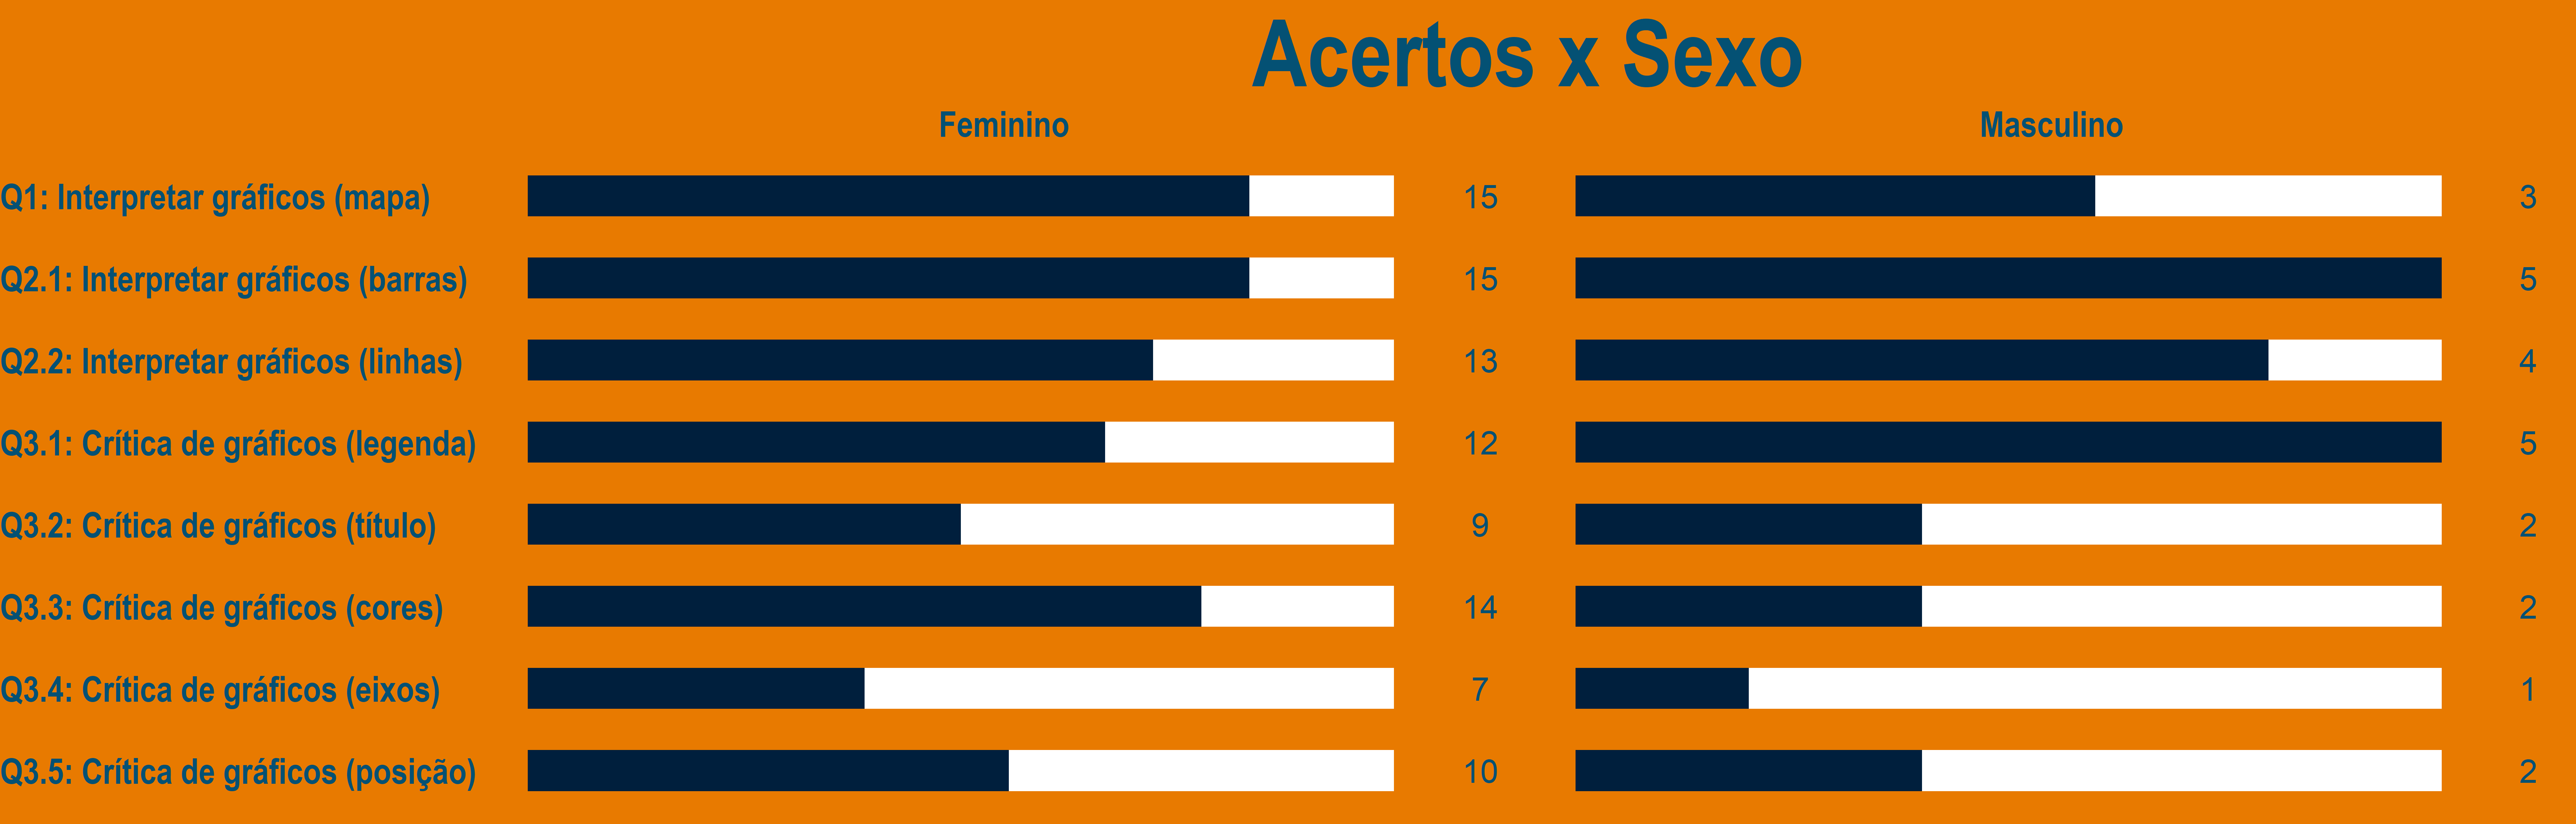 Acertos x Sexo
Feminino Masculino
Q1: Interpretar gráficos (mapa) 15 3
Q2.1: Interpretar gráficos (barras) 15 5
Q2.2: Interpretar gráficos (linhas) 13 4
Q3.1: Crítica de gráficos (legenda) 12 5
Q3.2: Crítica de gráficos (título) 9 2
Q3.3: Crítica de gráficos (cores) 14 2
Q3.4: Crítica de gráficos (eixos) 7 1
Q3.5: Crítica de gráficos (posição) 10 2